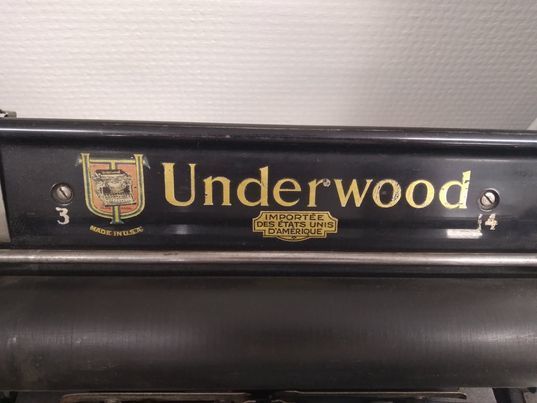 Underwood
IMPORTÉE
DES ÉTATS UNIS
D'AMÉRIQUE
MADE IN U.S.A.
3
14